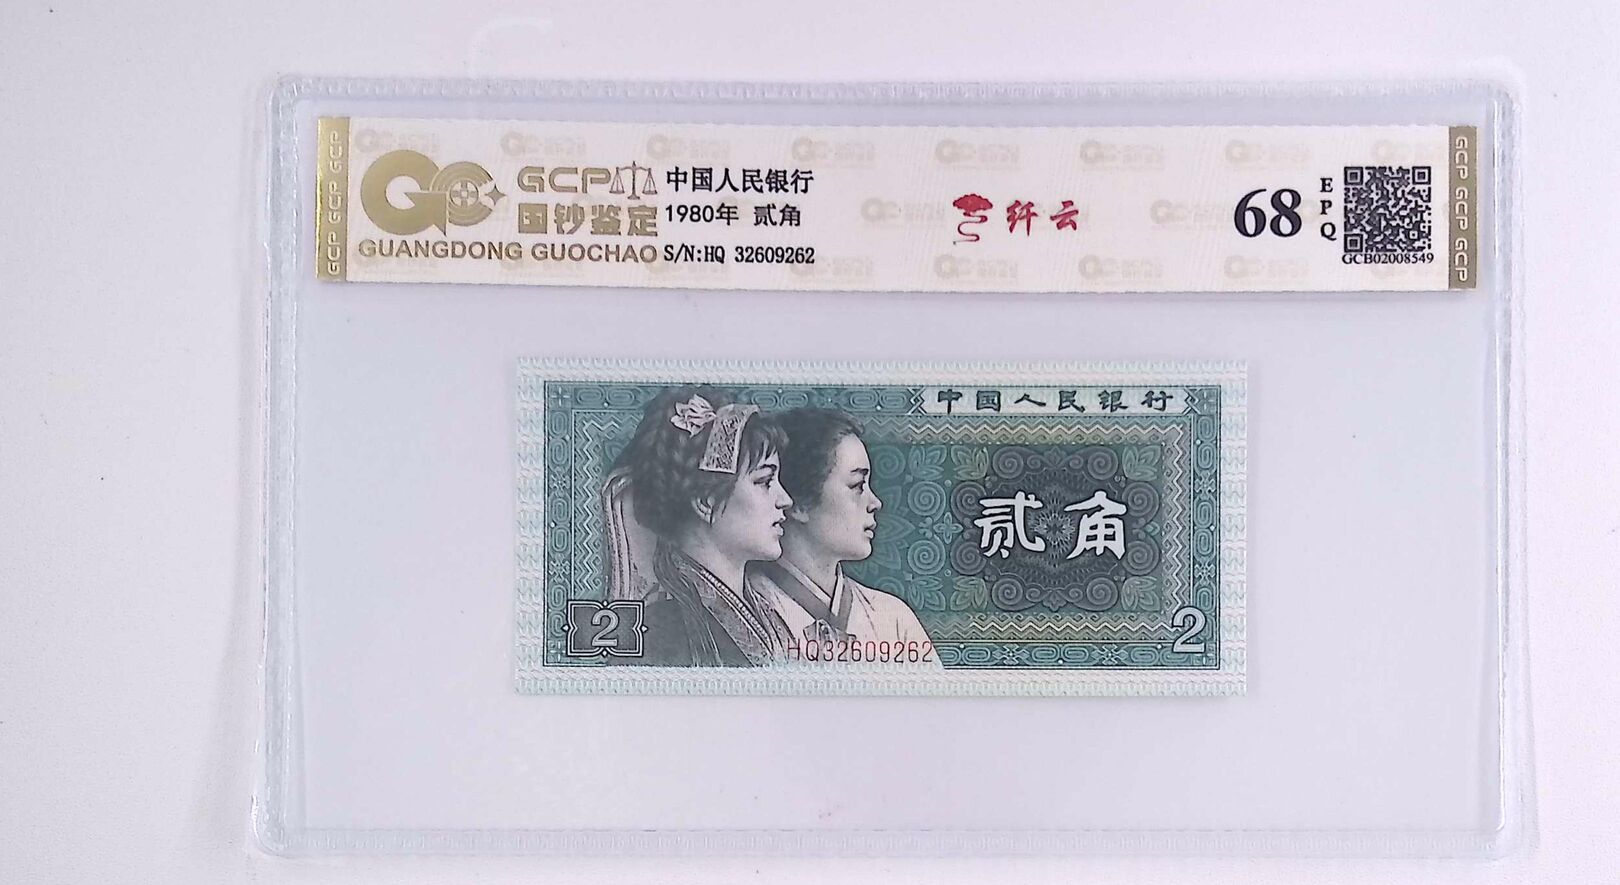 GCP GCP GCP
GCP
国钞鉴定
GUANGDONG GUOCHAO
中国人民银行
1980年 贰角
S/N:HQ 32609262
纤云
68
EPQ
GCB02008549
GCP GCP GCP
中国人民银行
贰角
2
2
HQ32609262